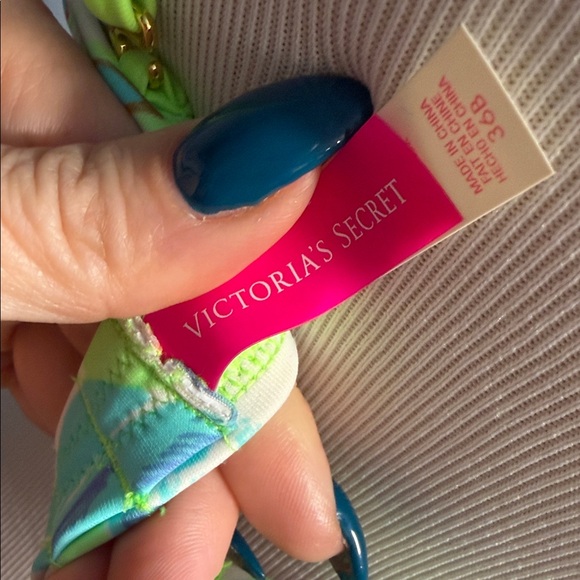 VICTORIA'S SECRET
MADE IN CHINA
FAIT EN CHINE
HECHO EN CHINA
36B